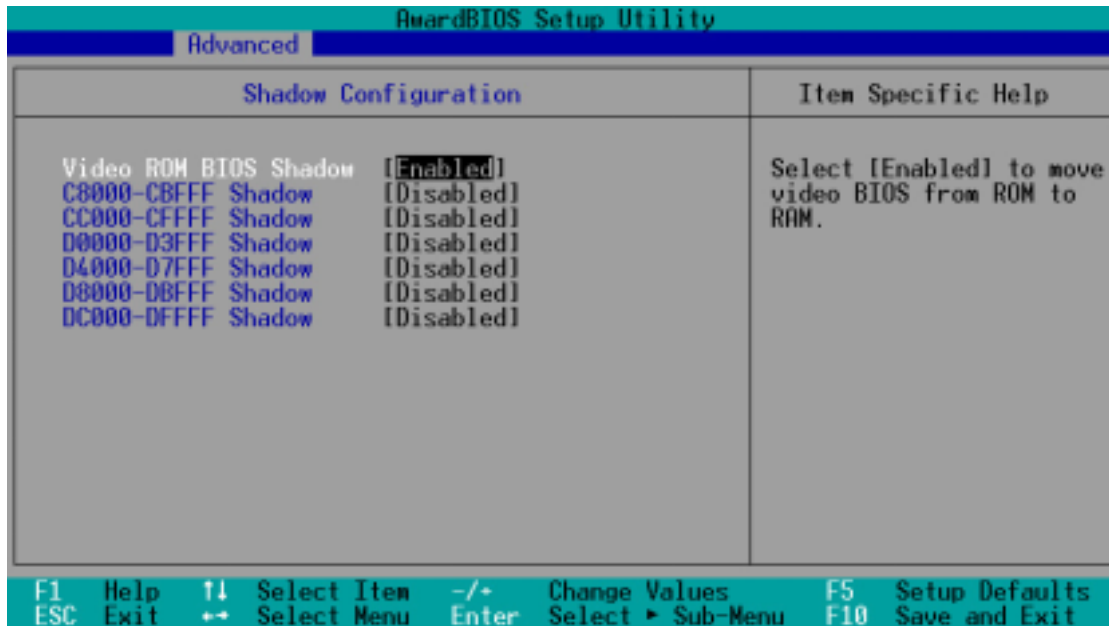 AwardBIOS Setup Utility
Advanced
Shadow Configuration
Item Specific Help
Video ROM BIOS Shadow [Enabled]
C8000-CBFFF Shadow [Disabled]
CC000-CFFFF Shadow [Disabled]
D0000-D3FFF Shadow [Disabled]
D4000-D7FFF Shadow [Disabled]
D8000-DBFFF Shadow [Disabled]
DC000-DFFFF Shadow [Disabled]
Select [Enabled] to move
video BIOS from ROM to
RAM.
F1 Help ↑↓ Select Item -/+ Change Values F5 Setup Defaults
ESC Exit ←→ Select Menu Enter Select ► Sub-Menu F10 Save and Exit